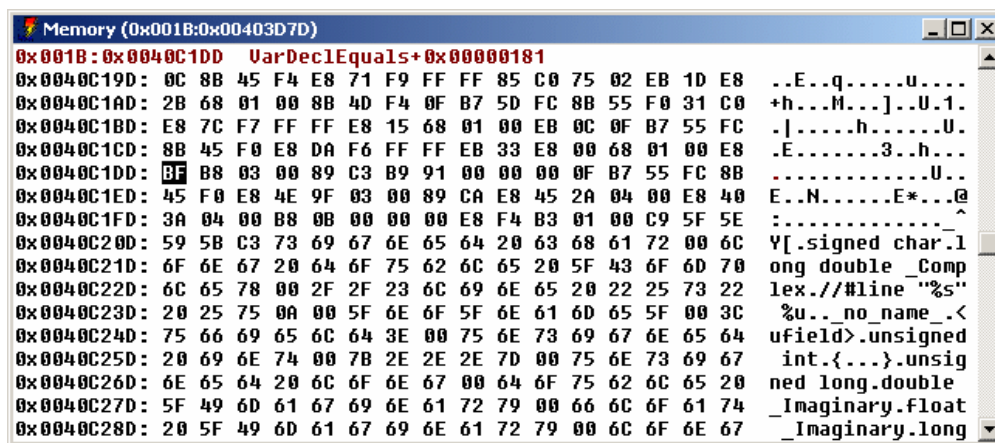 Memory (0x001B:0x00403D7D)
0x001B:0x0040C1DD VarDeclEquals+0x00000181
0x0040C19D: 0C 8B 45 F4 E8 71 F9 FF FF 85 C0 75 02 EB 1D E8 ..E..q.....u....
0x0040C1AD: 2B 68 01 00 8B 4D F4 0F B7 5D FC 8B 55 F0 31 C0 +h...M...]..U.1.
0x0040C1BD: E8 7C F7 FF FF E8 15 68 01 00 EB 0C 0F B7 55 FC .|.....h......U.
0x0040C1CD: 8B 45 F0 E8 DA F6 FF FF EB 33 E8 00 68 01 00 E8 .E.......3..h...
0x0040C1DD: BF B8 03 00 89 C3 B9 91 00 00 00 0F B7 55 FC 8B .............U..
0x0040C1ED: 45 F0 E8 4E 9F 03 00 89 CA E8 45 2A 04 00 E8 40 E..N......E*...@
0x0040C1FD: 3A 04 00 B8 0B 00 00 00 E8 F4 B3 01 00 C9 5F 5E :............._^
0x0040C20D: 59 5B C3 73 69 67 6E 65 64 20 63 68 61 72 00 6C Y[.signed char.l
0x0040C21D: 6F 6E 67 20 64 6F 75 62 6C 65 20 5F 43 6F 6D 70 ong double _Comp
0x0040C22D: 6C 65 78 00 2F 2F 23 6C 69 6E 65 20 22 25 73 22 lex.//#line "%s"
0x0040C23D: 20 25 75 0A 00 5F 6E 6F 5F 6E 61 6D 65 5F 00 3C %u.._no_name_.<
0x0040C24D: 75 66 69 65 6C 64 3E 00 75 6E 73 69 67 6E 65 64 ufield>.unsigned
0x0040C25D: 20 69 6E 74 00 7B 2E 2E 2E 7D 00 75 6E 73 69 67 int.{...}.unsig
0x0040C26D: 6E 65 64 20 6C 6F 6E 67 00 64 6F 75 62 6C 65 20 ned long.double
0x0040C27D: 5F 49 6D 61 67 69 6E 61 72 79 00 66 6C 6F 61 74 _Imaginary.float
0x0040C28D: 20 5F 49 6D 61 67 69 6E 61 72 79 00 6C 6F 6E 67 _Imaginary.long